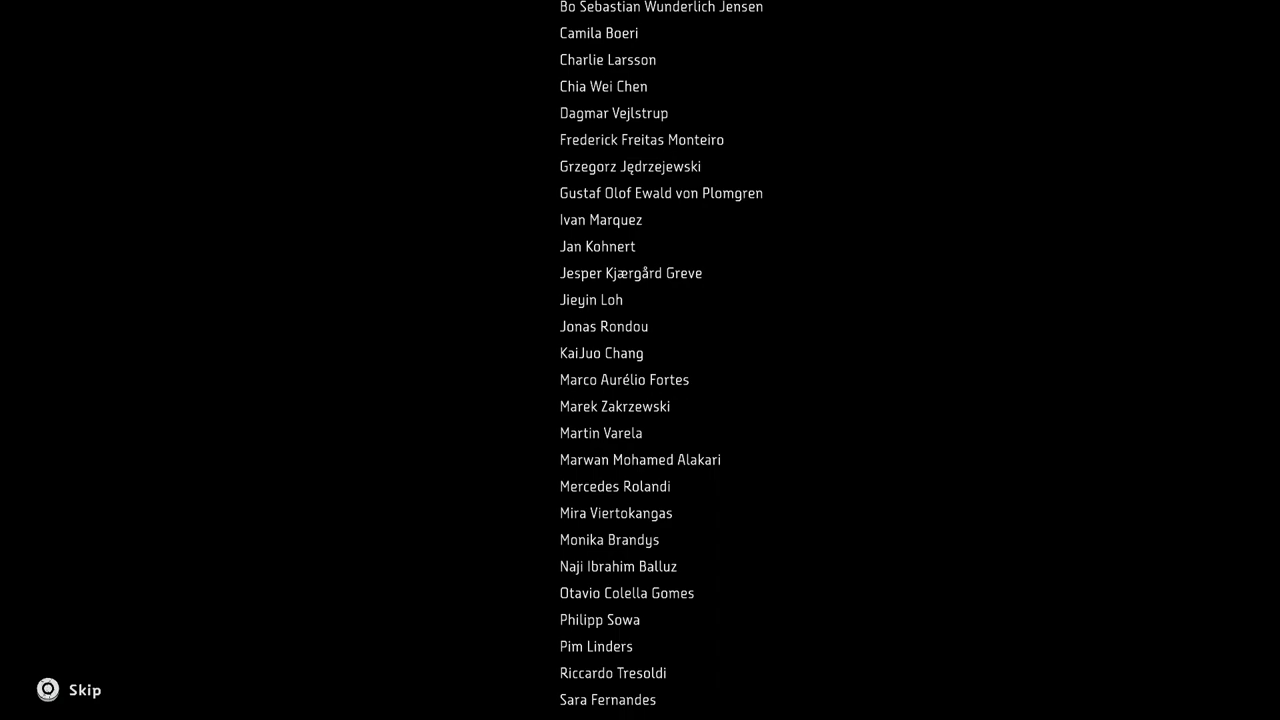 Bo Sebastian Wunderlich Jensen
Camila Boeri
Charlie Larsson
Chia Wei Chen
Dagmar Vejlstrup
Frederick Freitas Monteiro
Grzegorz Jędrzejewski
Gustaf Olof Ewald von Plomgren
Ivan Marquez
Jan Kohnert
Jesper Kjærgård Greve
Jieyin Loh
Jonas Rondou
KaiJuo Chang
Marco Aurélio Fortes
Marek Zakrzewski
Martin Varela
Marwan Mohamed Alakari
Mercedes Rolandi
Mira Viertokangas
Monika Brandys
Naji Ibrahim Balluz
Otavio Colella Gomes
Philipp Sowa
Pim Linders
Riccardo Tresoldi
Sara Fernandes
Skip